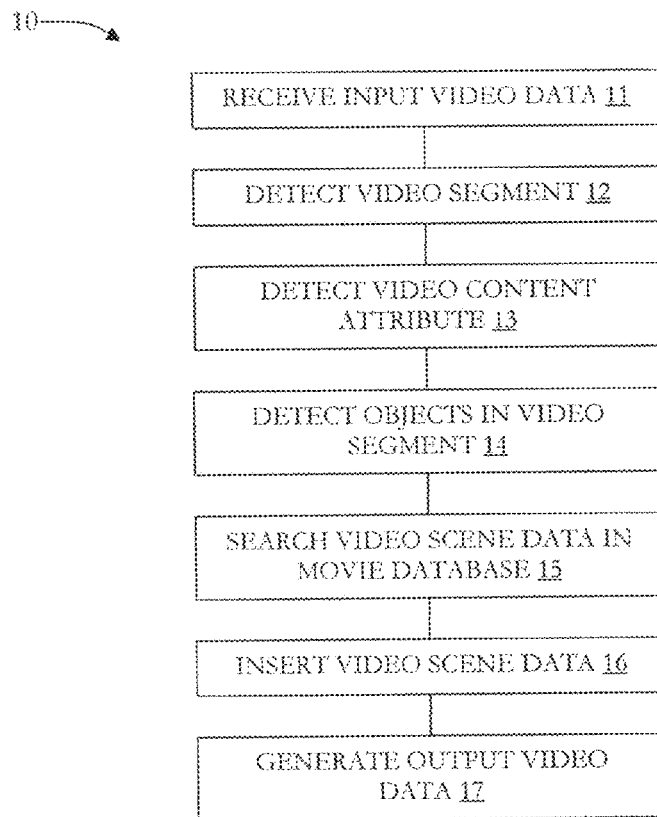 10
RECEIVE INPUT VIDEO DATA 11
DETECT VIDEO SEGMENT 12
DETECT VIDEO CONTENT
ATTRIBUTE 13
DETECT OBJECTS IN VIDEO
SEGMENT 14
SEARCH VIDEO SCENE DATA IN
MOVIE DATABASE 15
INSERT VIDEO SCENE DATA 16
GENERATE OUTPUT VIDEO
DATA 17